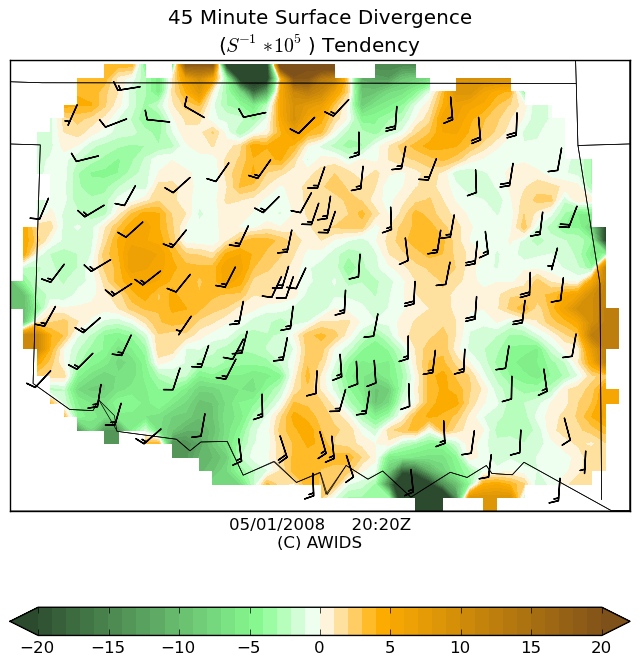 45 Minute Surface Divergence
(S⁻¹ * 10⁵ ) Tendency
05/01/2008 20:20Z
(C) AWIDS
−20 −15 −10 −5 0 5 10 15 20